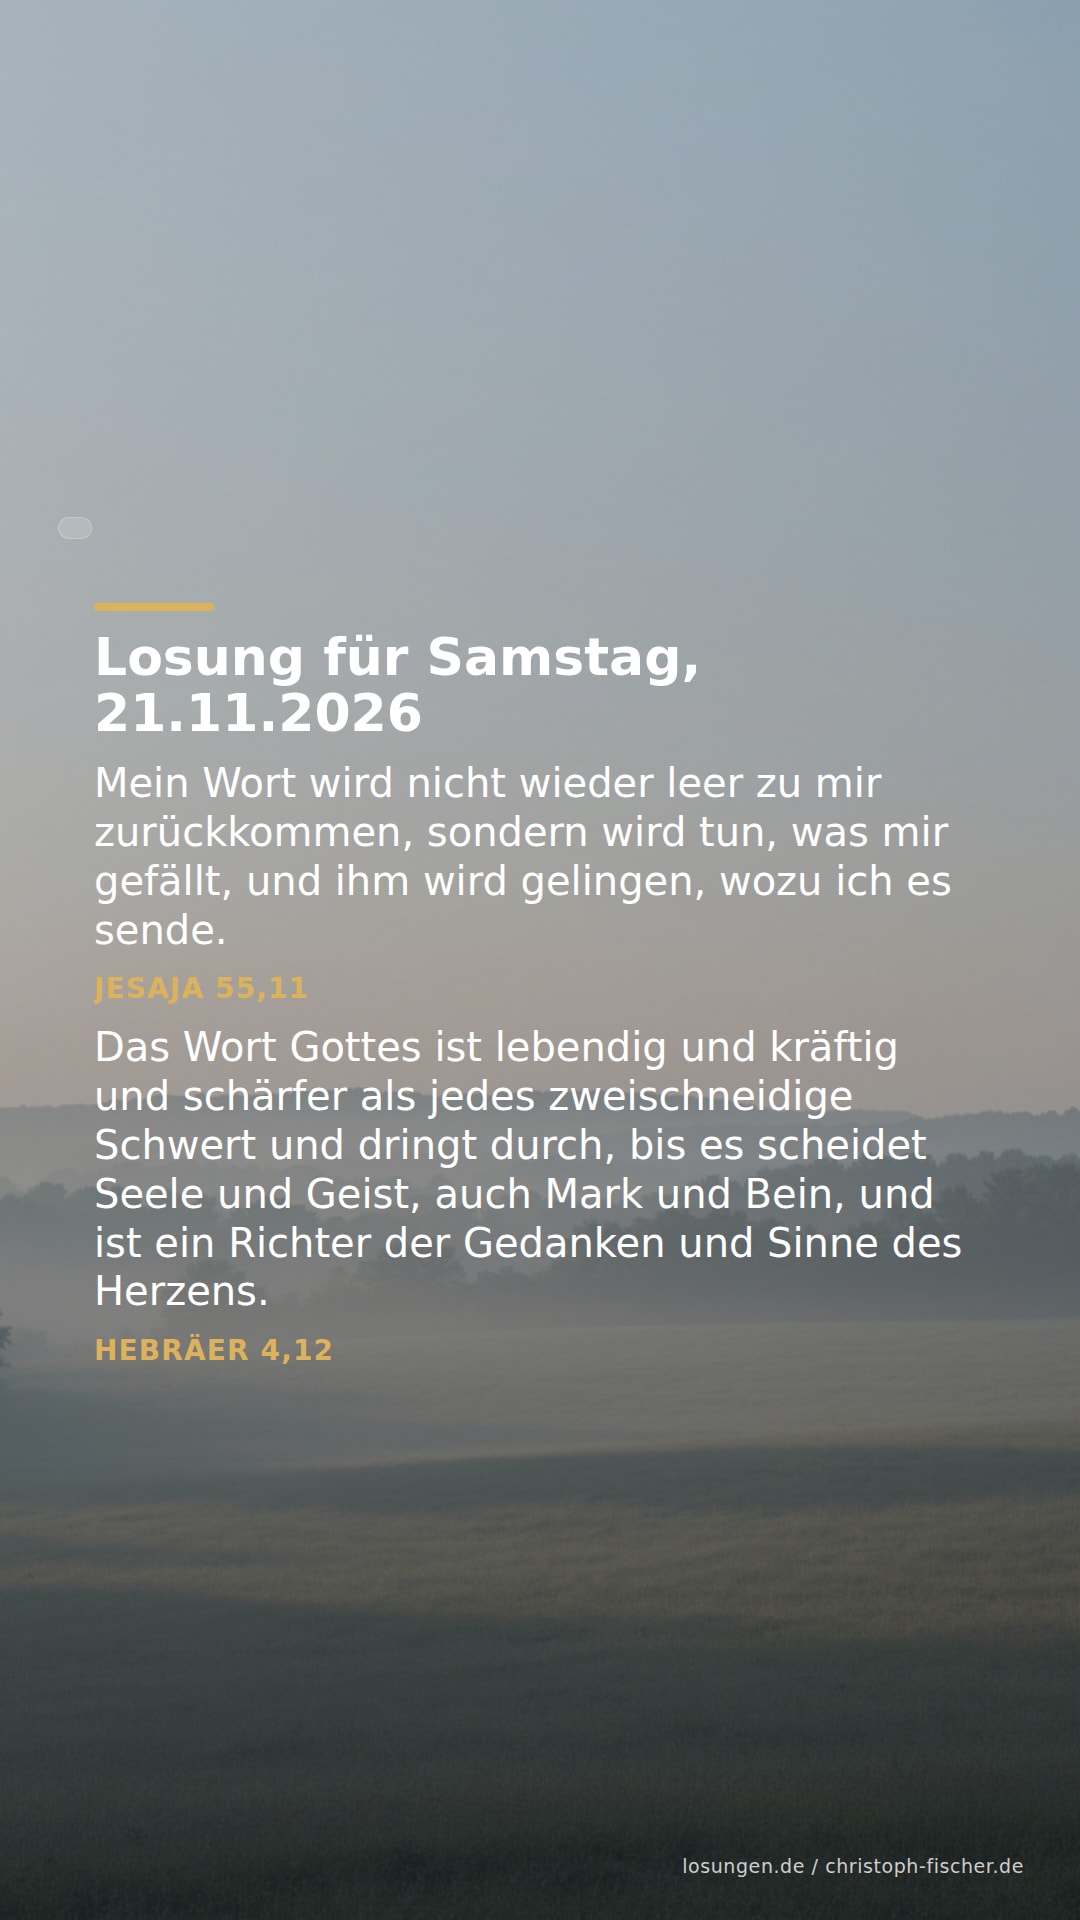 Losung für Samstag,
21.11.2026
Mein Wort wird nicht wieder leer zu mir
zurückkommen, sondern wird tun, was mir
gefällt, und ihm wird gelingen, wozu ich es
sende.
JESAJA 55,11
Das Wort Gottes ist lebendig und kräftig
und schärfer als jedes zweischneidige
Schwert und dringt durch, bis es scheidet
Seele und Geist, auch Mark und Bein, und
ist ein Richter der Gedanken und Sinne des
Herzens.
HEBRÄER 4,12
losungen.de / christoph-fischer.de